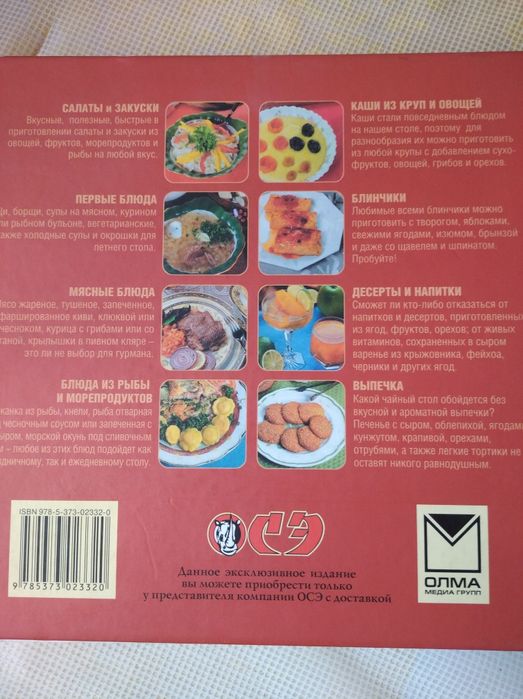 САЛАТЫ и ЗАКУСКИ
Вкусные, полезные, быстрые в
приготовлении салаты и закуски из
овощей, фруктов, морепродуктов и
рыбы на любой вкус.
КАШИ ИЗ КРУП И ОВОЩЕЙ
Каши стали повседневным блюдом
на нашем столе, поэтому для
разнообразия их можно приготовить
из любой крупы с добавлением сухо-
фруктов, овощей, грибов и орехов.
ПЕРВЫЕ БЛЮДА
Щи, борщи, супы на мясном, курином
или рыбном бульоне, вегетарианские,
также холодные супы и окрошки для
летнего стола.
БЛИНЧИКИ
Любимые всеми блинчики можно
приготовить с творогом, яблоками,
свежими ягодами, изюмом, брынзой
и даже со щавелем и шпинатом.
Пробуйте!
МЯСНЫЕ БЛЮДА
Мясо жареное, тушеное, запеченное,
фаршированное киви, клюквой или
чесноком, курица с грибами или со
сметаной, крылышки в пивном кляре –
это ли не выбор для гурмана.
ДЕСЕРТЫ И НАПИТКИ
Сможет ли кто-либо отказаться от
напитков и десертов, приготовленных
из ягод, фруктов, орехов; от живых
витаминов, сохраненных в сыром
варенье из крыжовника, фейхоа,
черники и других ягод.
БЛЮДА ИЗ РЫБЫ
И МОРЕПРОДУКТОВ
из рыбы, кнели, рыба отварная
чесночным соусом или запеченная с
сыром, морской окунь под сливочным
– любое из этих блюд подойдет как
праздничному, так и ежедневному столу.
ВЫПЕЧКА
Какой чайный стол обойдется без
вкусной и ароматной выпечки?
Печенье с сыром, облепихой, ягодами
кунжутом, крапивой, орехами,
отрубями, а также легкие тортики не
оставят никого равнодушным.
ISBN 978-5-373-02332-0
9 785373 023320
ОСЭ
Данное эксклюзивное издание
вы можете приобрести только
у представителя компании ОСЭ с доставкой
ОЛМА
МЕДИА ГРУПП